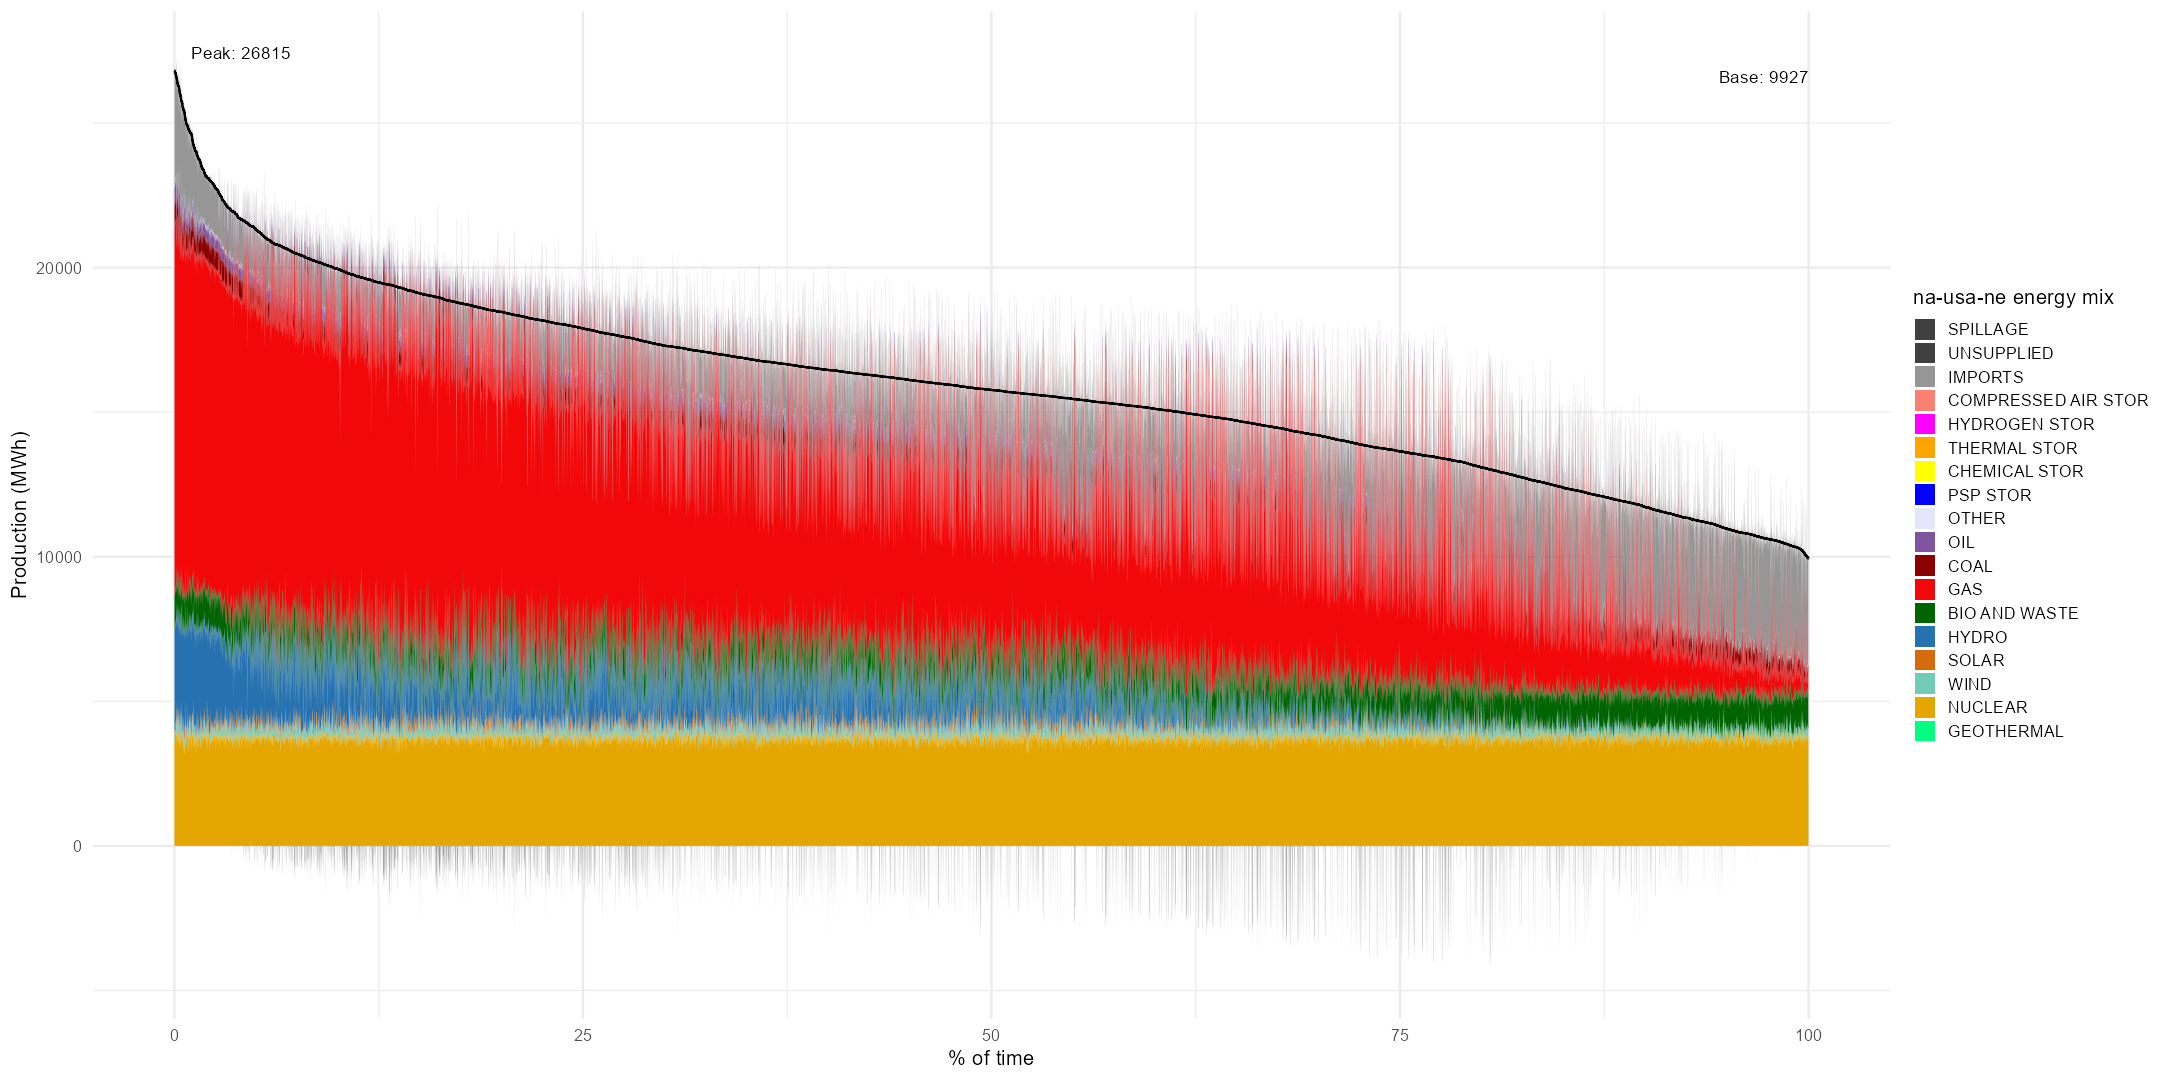 Peak: 26815
Base: 9927
Production (MWh)
20000
10000
0
0
25
50
75
100
% of time
na-usa-ne energy mix
SPILLAGE
UNSUPPLIED
IMPORTS
COMPRESSED AIR STOR
HYDROGEN STOR
THERMAL STOR
CHEMICAL STOR
PSP STOR
OTHER
OIL
COAL
GAS
BIO AND WASTE
HYDRO
SOLAR
WIND
NUCLEAR
GEOTHERMAL